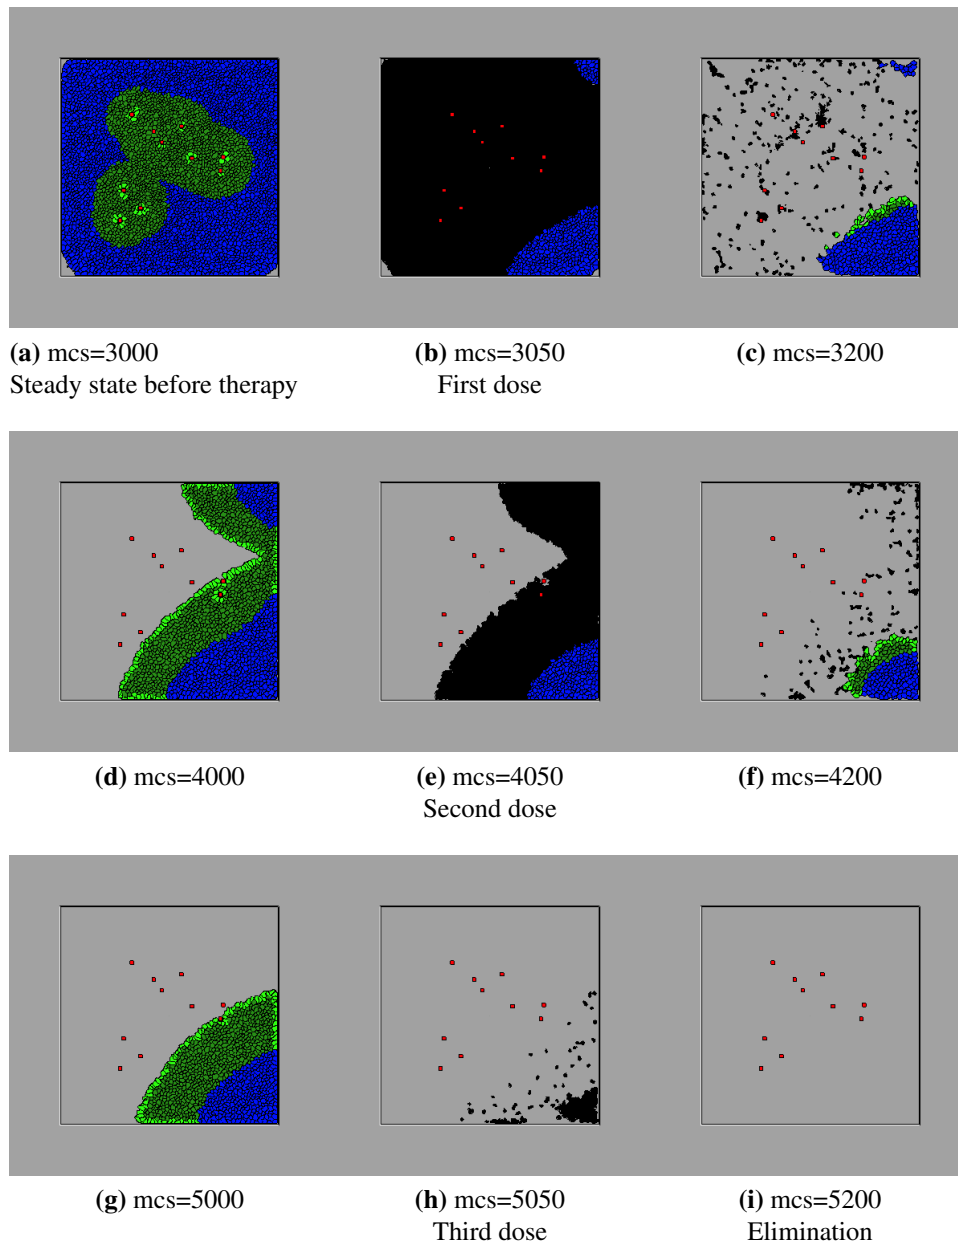 (a) mcs=3000
Steady state before therapy
(b) mcs=3050
First dose
(c) mcs=3200
(d) mcs=4000
(e) mcs=4050
Second dose
(f) mcs=4200
(g) mcs=5000
(h) mcs=5050
Third dose
(i) mcs=5200
Elimination